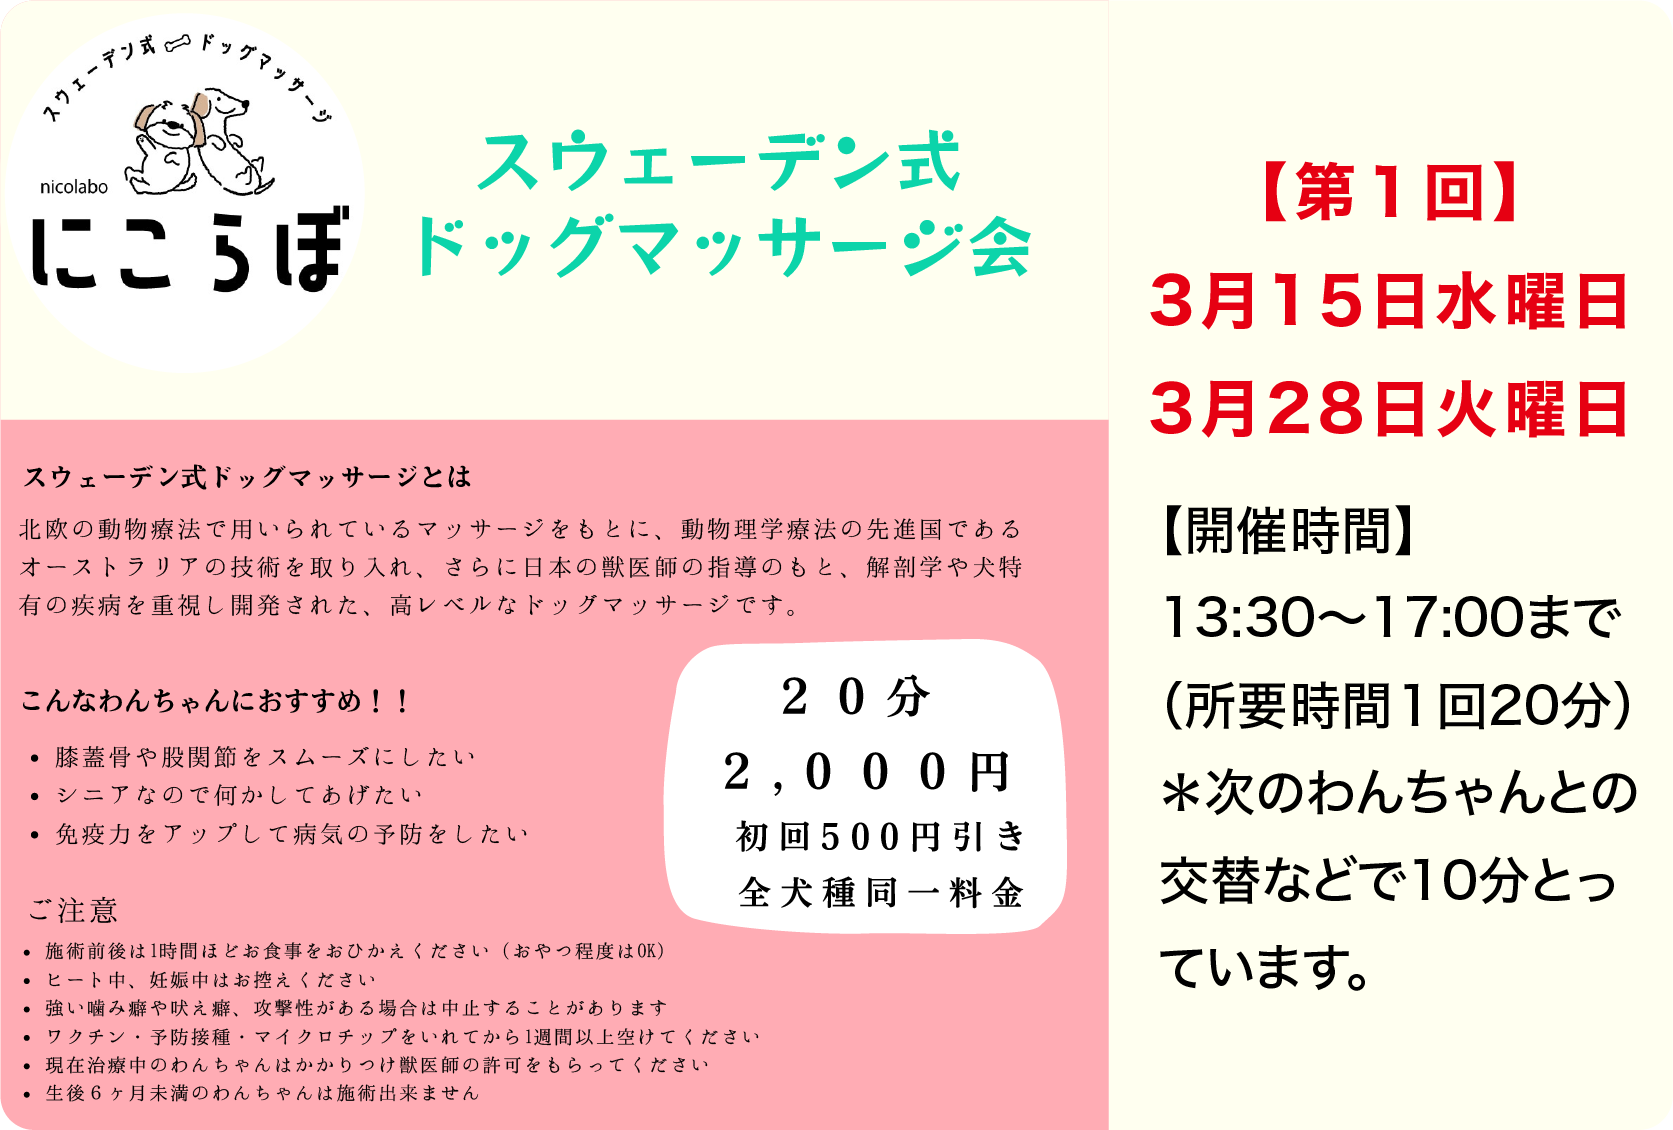 スウェーデン式 ドッグマッサージ
nicolabo
にこらぼ
スウェーデン式
ドッグマッサージ会
スウェーデン式ドッグマッサージとは
北欧の動物療法で用いられているマッサージをもとに、動物理学療法の先進国である
オーストラリアの技術を取り入れ、さらに日本の獣医師の指導のもと、解剖学や犬特
有の疾病を重視し開発された、高レベルなドッグマッサージです。
こんなわんちゃんにおすすめ！！
• 膝蓋骨や股関節をスムーズにしたい
• シニアなので何かしてあげたい
• 免疫力をアップして病気の予防をしたい
20分
2,000円
初回500円引き
全犬種同一料金
ご注意
• 施術前後は1時間ほどお食事をおひかえください（おやつ程度はOK）
• ヒート中、妊娠中はお控えください
• 強い噛み癖や吠え癖、攻撃性がある場合は中止することがあります
• ワクチン・予防接種・マイクロチップをいれてから1週間以上空けてください
• 現在治療中のわんちゃんはかかりつけ獣医師の許可をもらってください
• 生後６ヶ月未満のわんちゃんは施術出来ません
【第１回】
3月15日水曜日
3月28日火曜日
【開催時間】
13:30〜17:00まで
（所要時間１回20分）
＊次のわんちゃんとの
交替などで10分とっ
ています。